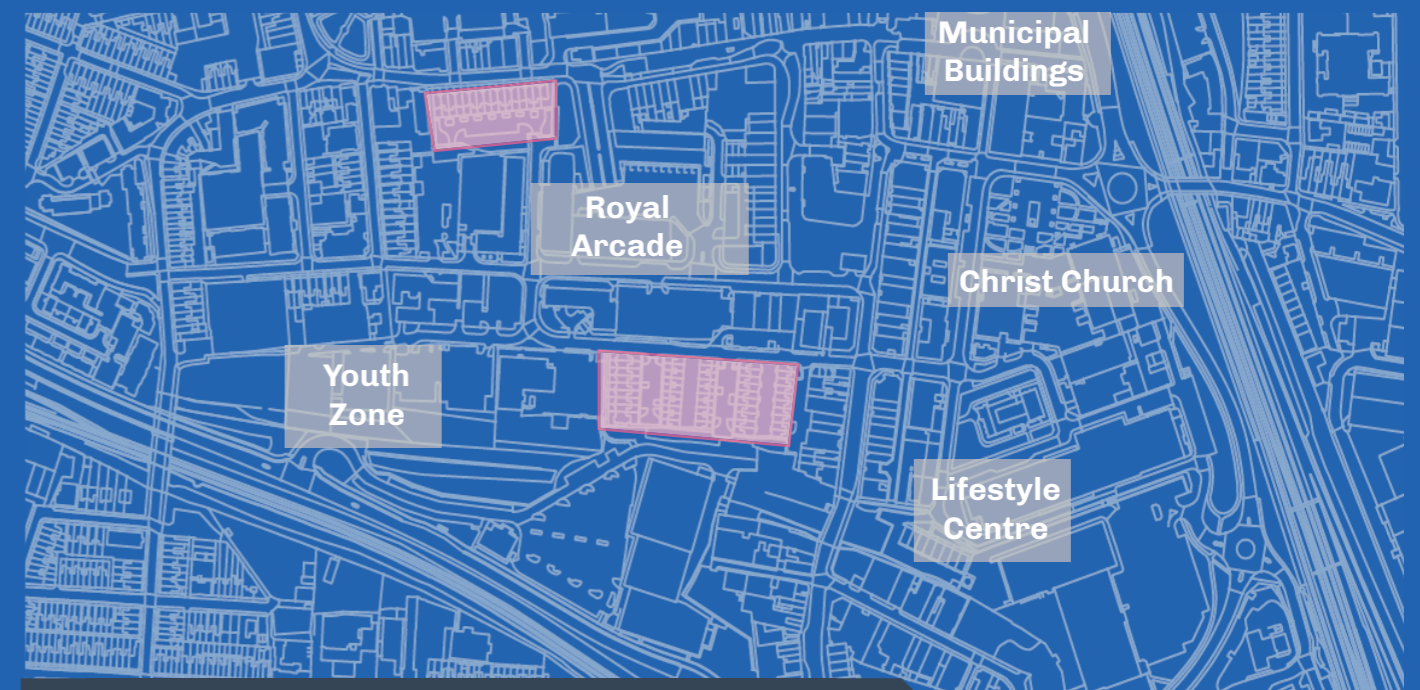 Municipal
Buildings
Royal
Arcade
Christ Church
Youth
Zone
Lifestyle
Centre